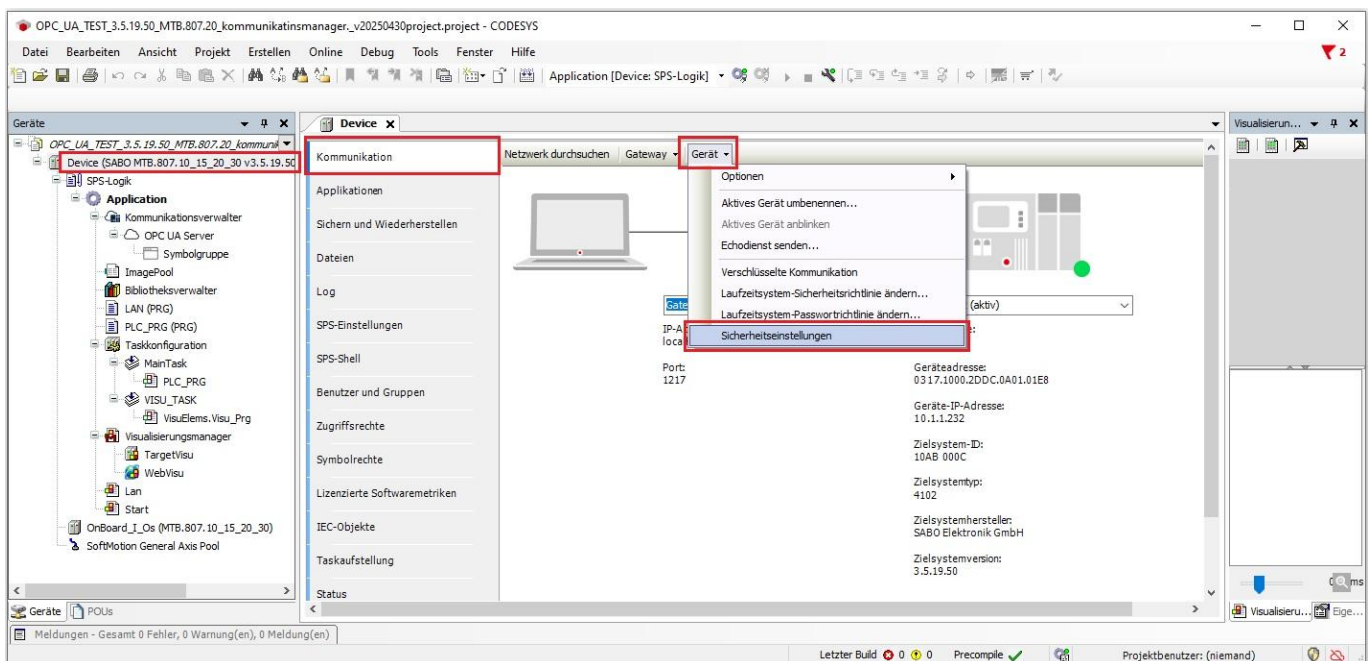 OPC_UA_TEST_3.5.19.50_MTB.807.20_kommunikatinsmanager._v20250430project.project - CODESYS
Datei Bearbeiten Ansicht Projekt Erstellen Online Debug Tools Fenster Hilfe
2
Application [Device: SPS-Logik]
Geräte
OPC_UA_TEST_3.5.19.50_MTB.807.20_kommuni
Device (SABO MTB.807.10_15_20_30 v3.5.19.50
SPS-Logik
Application
Kommunikationsverwalter
OPC UA Server
Symbolgruppe
ImagePool
Bibliotheksverwalter
LAN (PRG)
PLC_PRG (PRG)
Taskkonfiguration
MainTask
PLC_PRG
VISU_TASK
VisuElems.Visu_Prg
Visualisierungsmanager
TargetVisu
WebVisu
Lan
Start
OnBoard_I_Os (MTB.807.10_15_20_30)
SoftMotion General Axis Pool
Geräte POUs
Device
Kommunikation
Applikationen
Sichern und Wiederherstellen
Dateien
Log
SPS-Einstellungen
SPS-Shell
Benutzer und Gruppen
Zugriffsrechte
Symbolrechte
Lizenzierte Softwaremetriken
IEC-Objekte
Taskaufstellung
Status
Netzwerk durchsuchen Gateway Gerät
Optionen
Aktives Gerät umbenennen...
Aktives Gerät anblinken
Echodienst senden...
Verschlüsselte Kommunikation
Laufzeitsystem-Sicherheitsrichtlinie ändern...
Laufzeitsystem-Passwortrichtlinie ändern...
Sicherheitseinstellungen
Gate
(aktiv)
IP-A
loca
Port:
1217
Geräteadresse:
0317.1000.2DDC.0A01.01E8
Geräte-IP-Adresse:
10.1.1.232
Zielsystem-ID:
10AB 000C
Zielsystemtyp:
4102
Zielsystemhersteller:
SABO Elektronik GmbH
Zielsystemversion:
3.5.19.50
Visualisierun...
ms
Visualisieru... Eige...
Meldungen - Gesamt 0 Fehler, 0 Warnung(en), 0 Meldung(en)
Letzter Build 0 0 Precompile Projektbenutzer: (niemand)